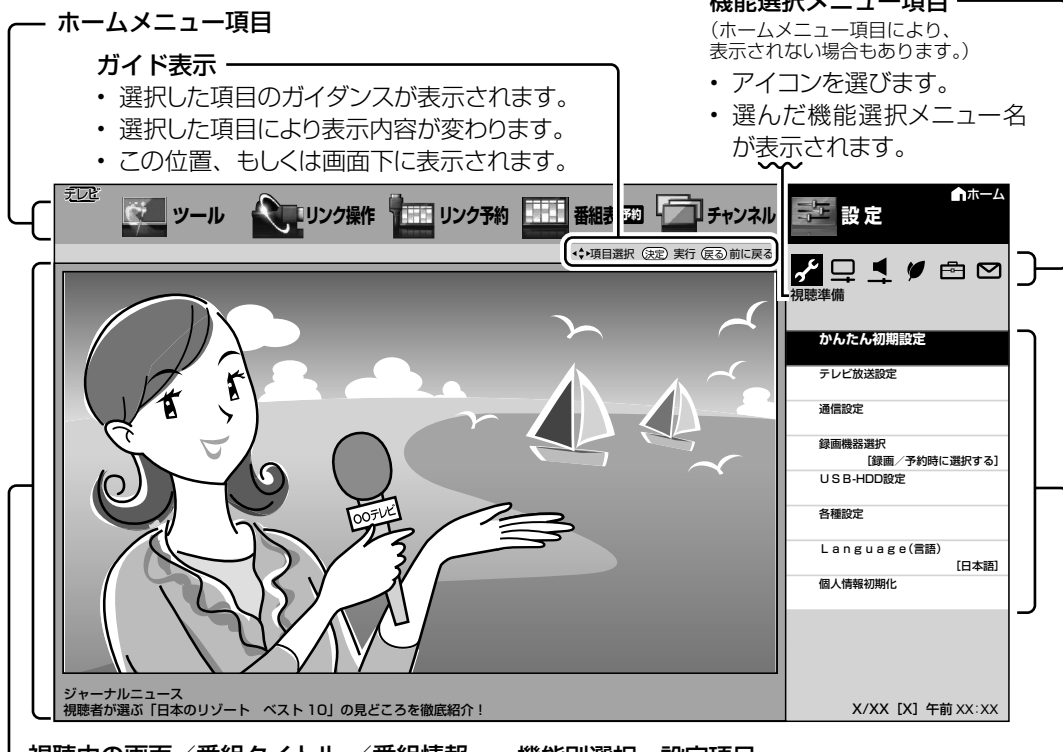 ホームメニュー項目
ガイド表示
・ 選択した項目のガイダンスが表示されます。
・ 選択した項目により表示内容が変わります。
・ この位置、もしくは画面下に表示されます。
機能選択メニュー項目
（ホームメニュー項目により、
表示されない場合もあります。）
・ アイコンを選びます。
・ 選んだ機能選択メニュー名
が表示されます。
テレビ
ツール リンク操作 リンク予約 番組表 予約 チャンネル 設定 ホーム
項目選択 決定 実行 戻る 前に戻る
視聴準備
かんたん初期設定
テレビ放送設定
通信設定
録画機器選択
［録画／予約時に選択する］
ＵＳＢ-HDD設定
各種設定
Ｌａｎｇｕａｇｅ(言語)
［日本語］
個人情報初期化
○○テレビ
ジャーナルニュース
視聴者が選ぶ「日本のリゾート　ベスト 10」の見どころを徹底紹介！
X/XX［X］午前 XX：XX
視聴中の画面／番組タイトル／番組情報
機能別選択・設定項目